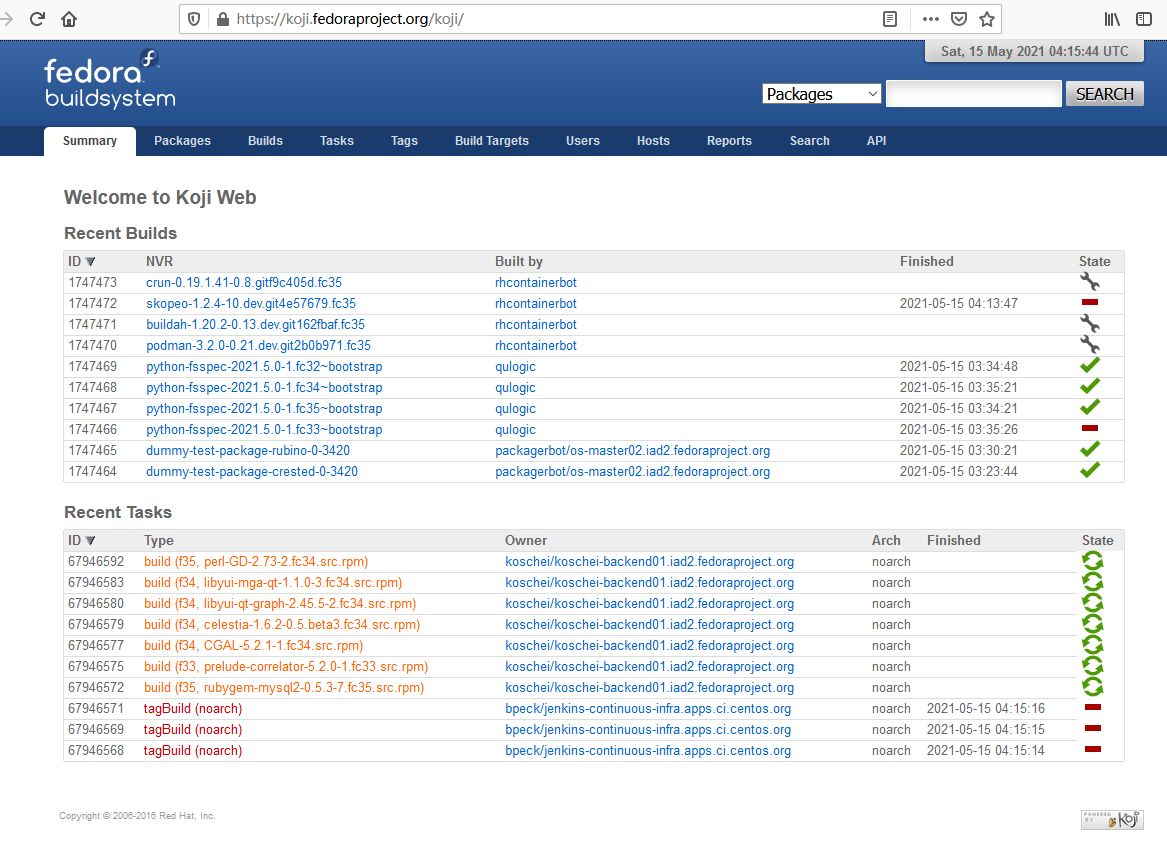 https://koji.fedoraproject.org/koji/
Sat, 15 May 2021 04:15:44 UTC
fedora
buildsystem
Packages SEARCH
Summary Packages Builds Tasks Tags Build Targets Users Hosts Reports Search API
Welcome to Koji Web
Recent Builds
ID NVR Built by Finished State
1747473 crun-0.19.1.41-0.8.gitf9c405d.fc35 rhcontainerbot
1747472 skopeo-1.2.4-10.dev.git4e57679.fc35 rhcontainerbot 2021-05-15 04:13:47
1747471 buildah-1.20.2-0.13.dev.git162fbaf.fc35 rhcontainerbot
1747470 podman-3.2.0-0.21.dev.git2b0b971.fc35 rhcontainerbot
1747469 python-fsspec-2021.5.0-1.fc32~bootstrap qulogic 2021-05-15 03:34:48
1747468 python-fsspec-2021.5.0-1.fc34~bootstrap qulogic 2021-05-15 03:35:21
1747467 python-fsspec-2021.5.0-1.fc35~bootstrap qulogic 2021-05-15 03:34:21
1747466 python-fsspec-2021.5.0-1.fc33~bootstrap qulogic 2021-05-15 03:35:26
1747465 dummy-test-package-rubino-0-3420 packagerbot/os-master02.iad2.fedoraproject.org 2021-05-15 03:30:21
1747464 dummy-test-package-crested-0-3420 packagerbot/os-master02.iad2.fedoraproject.org 2021-05-15 03:23:44
Recent Tasks
ID Type Owner Arch Finished State
67946592 build (f35, perl-GD-2.73-2.fc34.src.rpm) koschei/koschei-backend01.iad2.fedoraproject.org noarch
67946583 build (f34, libyui-mga-qt-1.1.0-3.fc34.src.rpm) koschei/koschei-backend01.iad2.fedoraproject.org noarch
67946580 build (f34, libyui-qt-graph-2.45.5-2.fc34.src.rpm) koschei/koschei-backend01.iad2.fedoraproject.org noarch
67946579 build (f34, celestia-1.6.2-0.5.beta3.fc34.src.rpm) koschei/koschei-backend01.iad2.fedoraproject.org noarch
67946577 build (f34, CGAL-5.2.1-1.fc34.src.rpm) koschei/koschei-backend01.iad2.fedoraproject.org noarch
67946575 build (f33, prelude-correlator-5.2.0-1.fc33.src.rpm) koschei/koschei-backend01.iad2.fedoraproject.org noarch
67946572 build (f35, rubygem-mysql2-0.5.3-7.fc35.src.rpm) koschei/koschei-backend01.iad2.fedoraproject.org noarch
67946571 tagBuild (noarch) bpeck/jenkins-continuous-infra.apps.ci.centos.org noarch 2021-05-15 04:15:16
67946569 tagBuild (noarch) bpeck/jenkins-continuous-infra.apps.ci.centos.org noarch 2021-05-15 04:15:15
67946568 tagBuild (noarch) bpeck/jenkins-continuous-infra.apps.ci.centos.org noarch 2021-05-15 04:15:14
Copyright © 2006-2016 Red Hat, Inc.
POWERED BY Koji